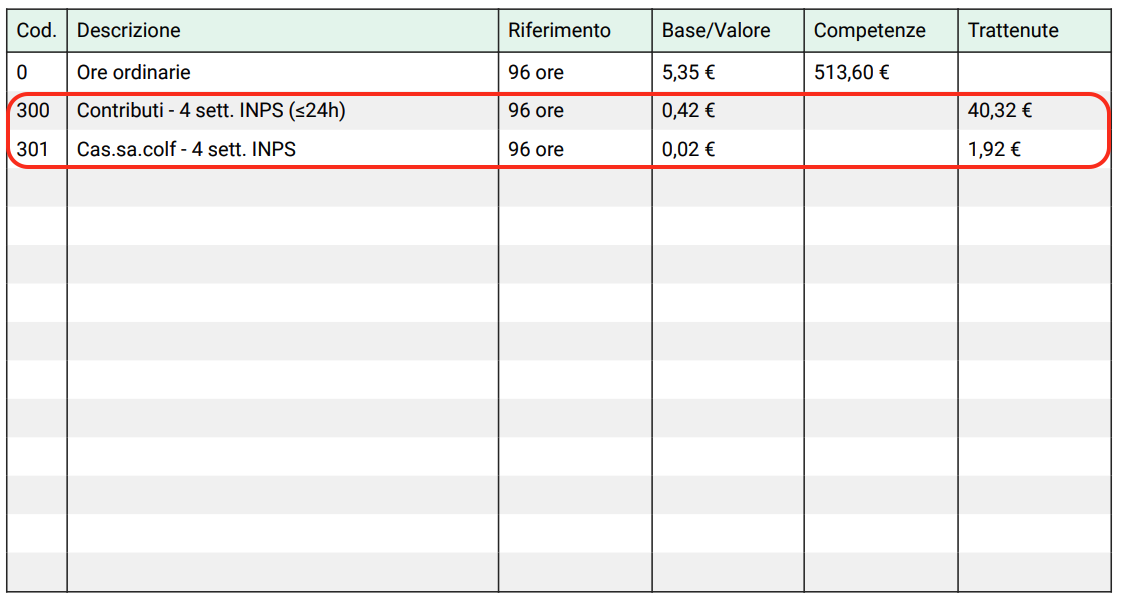 Cod. Descrizione Riferimento Base/Valore Competenze Trattenute
0 Ore ordinarie 96 ore 5,35 € 513,60 €
300 Contributi - 4 sett. INPS (≤24h) 96 ore 0,42 € 40,32 €
301 Cas.sa.colf - 4 sett. INPS 96 ore 0,02 € 1,92 €